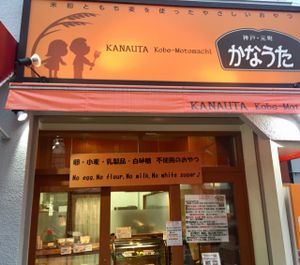 米粉ともち麦を使ったやさしいおやつ
KANAUTA Kobe-Motomachi
神戸・元町
かなうた
KANAUTA Kobe-Motomachi
卵・小麦・乳製品・白砂糖 不使用のおやつ
No egg, No flour, No milk, No white suger♪